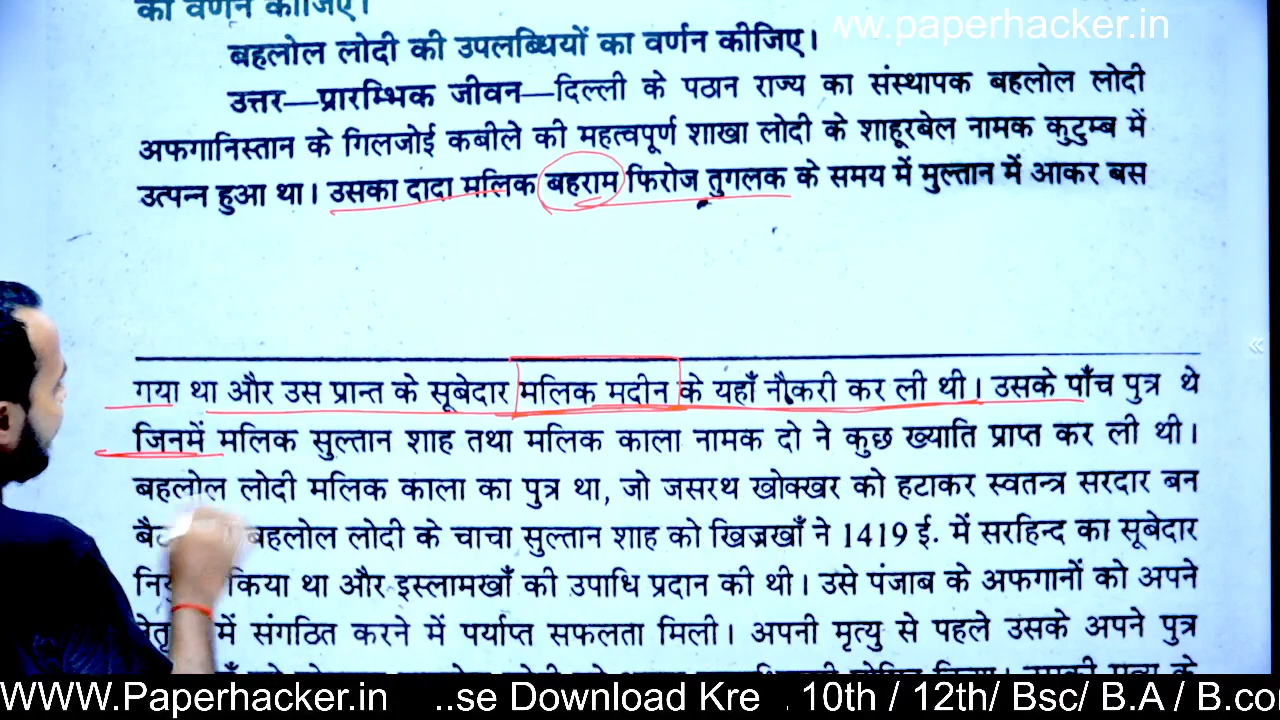 का वर्णन कीजिए।
www.paperhacker.in
बहलोल लोदी की उपलब्धियों का वर्णन कीजिए।
उत्तर—प्रारम्भिक जीवन—दिल्ली के पठान राज्य का संस्थापक बहलोल लोदी
अफगानिस्तान के गिलजोई कबीले की महत्वपूर्ण शाखा लोदी के शाहूरबेल नामक कुटुम्ब में
उत्पन्न हुआ था। उसका दादा मलिक बहराम फिरोज तुगलक के समय में मुल्तान में आकर बस
गया था और उस प्रान्त के सूबेदार मलिक मदीन के यहाँ नौकरी कर ली थी। उसके पाँच पुत्र थे
जिनमें मलिक सुल्तान शाह तथा मलिक काला नामक दो ने कुछ ख्याति प्राप्त कर ली थी।
बहलोल लोदी मलिक काला का पुत्र था, जो जसरथ खोक्खर को हटाकर स्वतन्त्र सरदार बन
बहलोल लोदी के चाचा सुल्तान शाह को खिज्रखाँ ने 1419 ई. में सरहिन्द का सूबेदार
किया था और इस्लामखाँ की उपाधि प्रदान की थी। उसे पंजाब के अफगानों को अपने
में संगठित करने में पर्याप्त सफलता मिली। अपनी मृत्यु से पहले उसके अपने पुत्र
WWW.Paperhacker.in ..se Download Kre 10th / 12th/ Bsc/ B.A / B.co